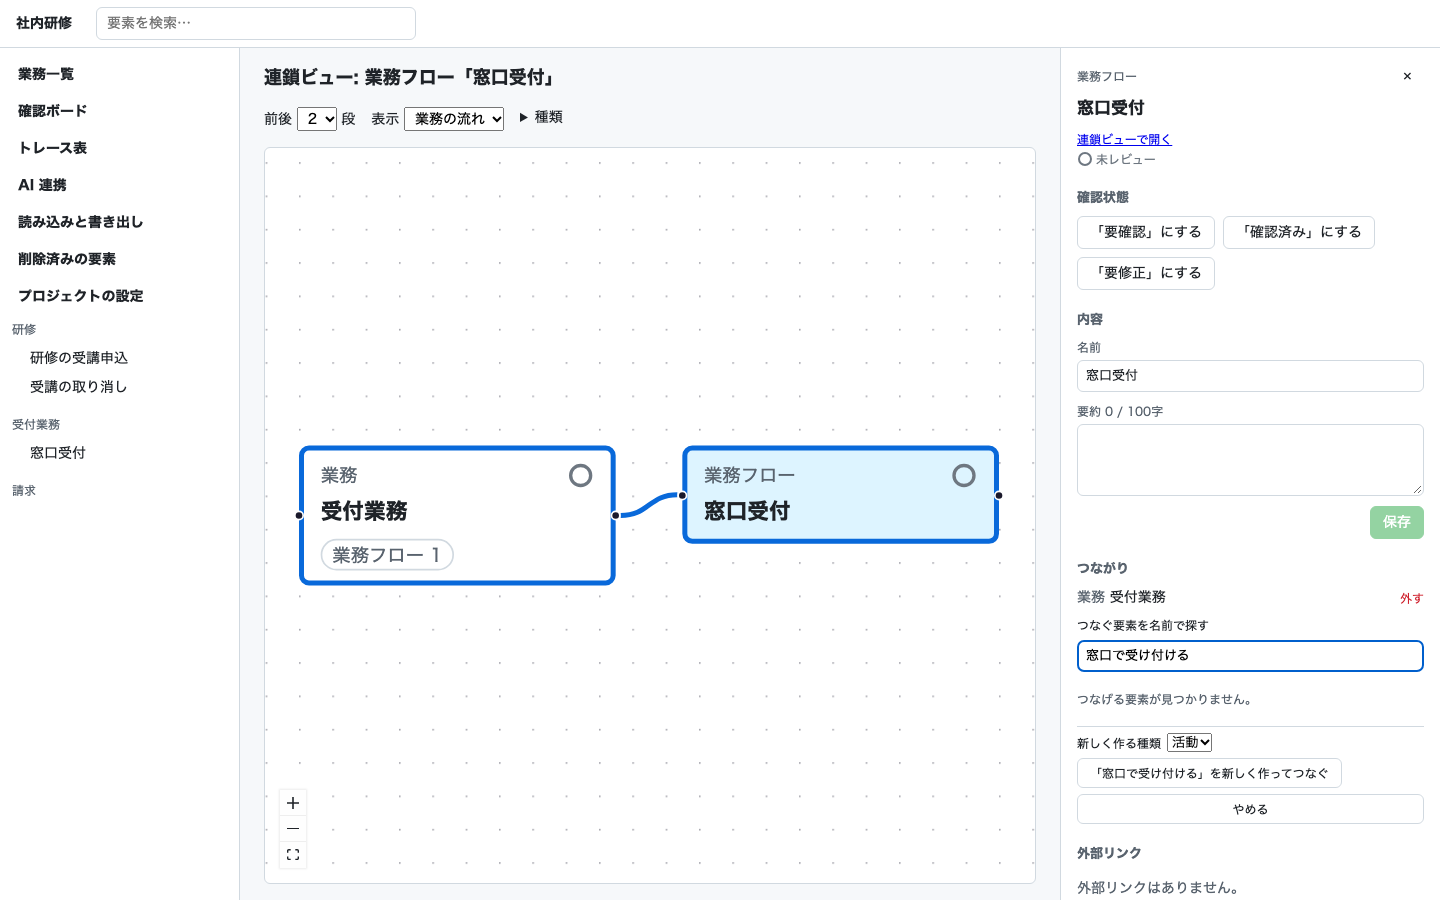 社内研修
要素を検索…
業務一覧
確認ボード
トレース表
AI 連携
読み込みと書き出し
削除済みの要素
プロジェクトの設定
研修
研修の受講申込
受講の取り消し
受付業務
窓口受付
請求
連鎖ビュー: 業務フロー「窓口受付」
前後 2 段 表示 業務の流れ ▶ 種類
業務
受付業務
業務フロー 1
業務フロー
窓口受付
業務フロー ×
窓口受付
連鎖ビューで開く
未レビュー
確認状態
「要確認」にする 「確認済み」にする
「要修正」にする
内容
名前
窓口受付
要約 0 / 100字
保存
つながり
業務 受付業務 外す
つなぐ要素を名前で探す
窓口で受け付ける
つなげる要素が見つかりません。
新しく作る種類 活動
「窓口で受け付ける」を新しく作ってつなぐ
やめる
外部リンク
外部リンクはありません。